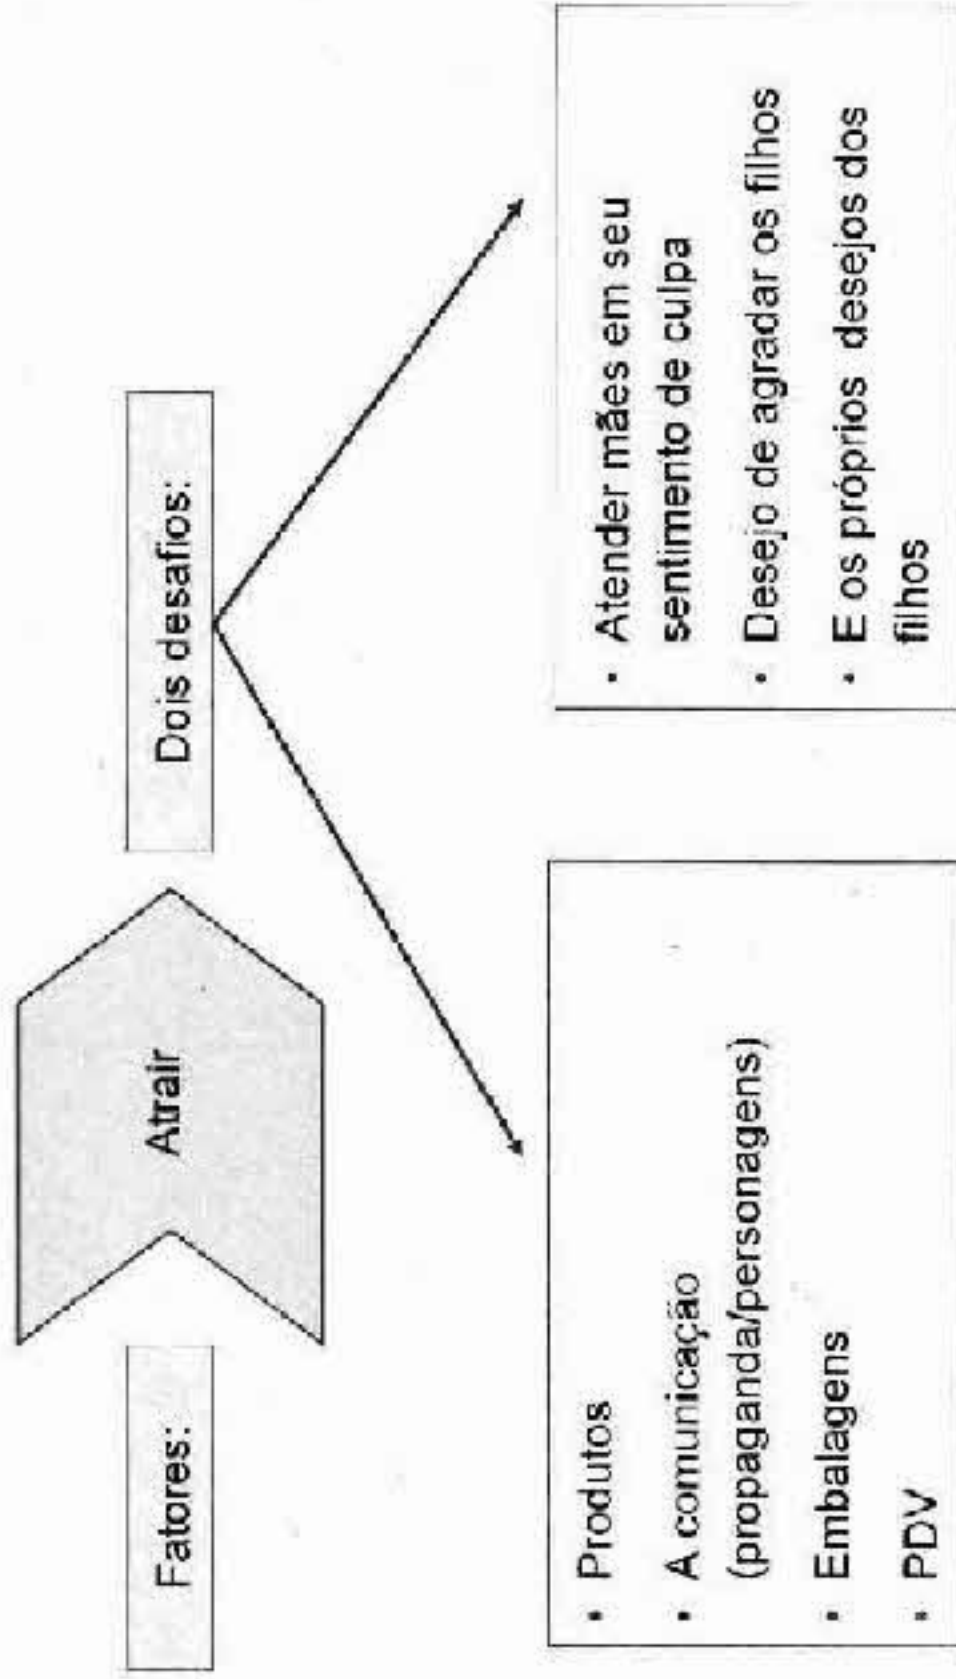 Fatores:
Atrair
Dois desafios:
• Produtos
• A comunicação
(propaganda/personagens)
• Embalagens
• PDV
• Atender mães em seu
sentimento de culpa
• Desejo de agradar os filhos
• E os próprios desejos dos
filhos